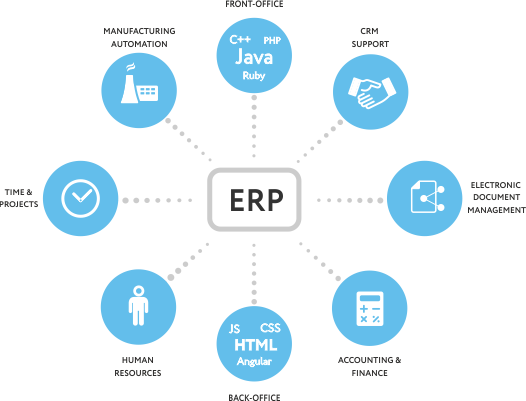 FRONT-OFFICE
C++ PHP
Java
Ruby
MANUFACTURING
AUTOMATION
CRM
SUPPORT
TIME &
PROJECTS
ERP
ELECTRONIC
DOCUMENT
MANAGEMENT
HUMAN
RESOURCES
JS CSS
HTML
Angular
BACK-OFFICE
ACCOUNTING &
FINANCE